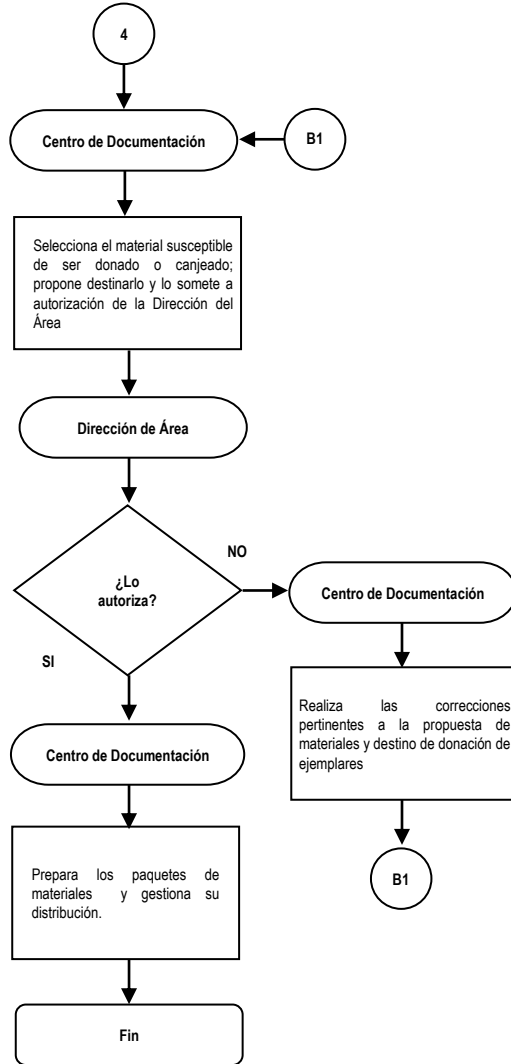 4
Centro de Documentación
B1
Selecciona el material susceptible
de ser donado o canjeado;
propone destinarlo y lo somete a
autorización de la Dirección del
Área
Dirección de Área
¿Lo
autoriza?
NO
SI
Centro de Documentación
Realiza las correcciones
pertinentes a la propuesta de
materiales y destino de donación de
ejemplares
B1
Centro de Documentación
Prepara los paquetes de
materiales y gestiona su
distribución.
Fin